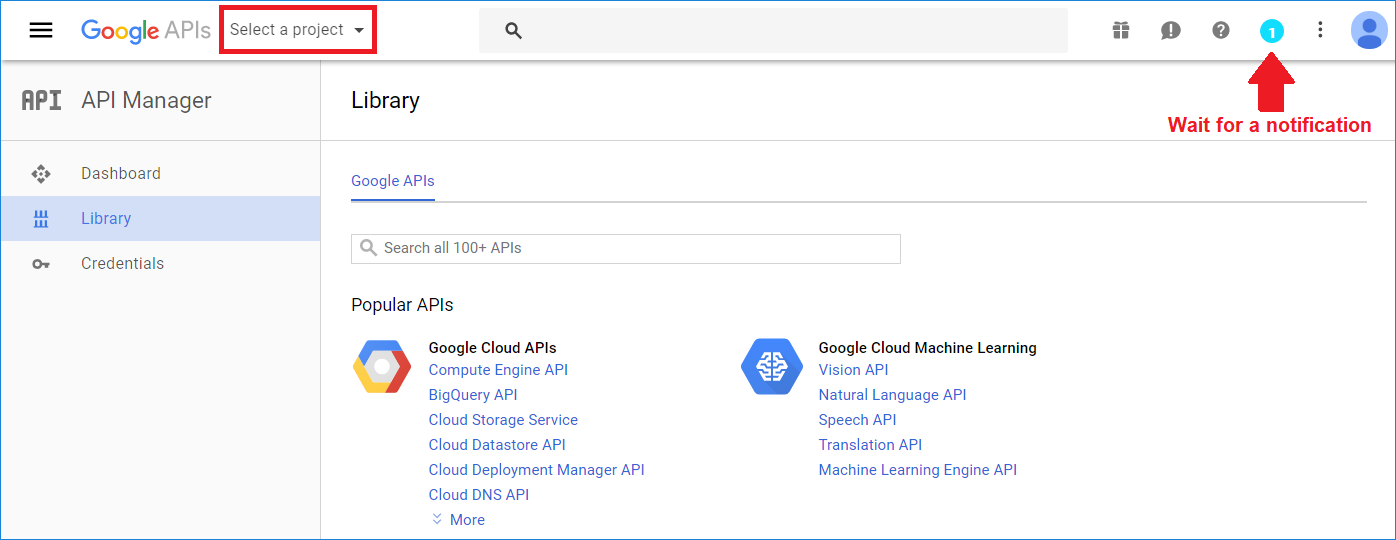 Google APIs
Select a project
1
Wait for a notification
API
API Manager
Library
Dashboard
Library
Credentials
Google APIs
Search all 100+ APIs
Popular APIs
Google Cloud APIs
Compute Engine API
BigQuery API
Cloud Storage Service
Cloud Datastore API
Cloud Deployment Manager API
Cloud DNS API
More
Google Cloud Machine Learning
Vision API
Natural Language API
Speech API
Translation API
Machine Learning Engine API